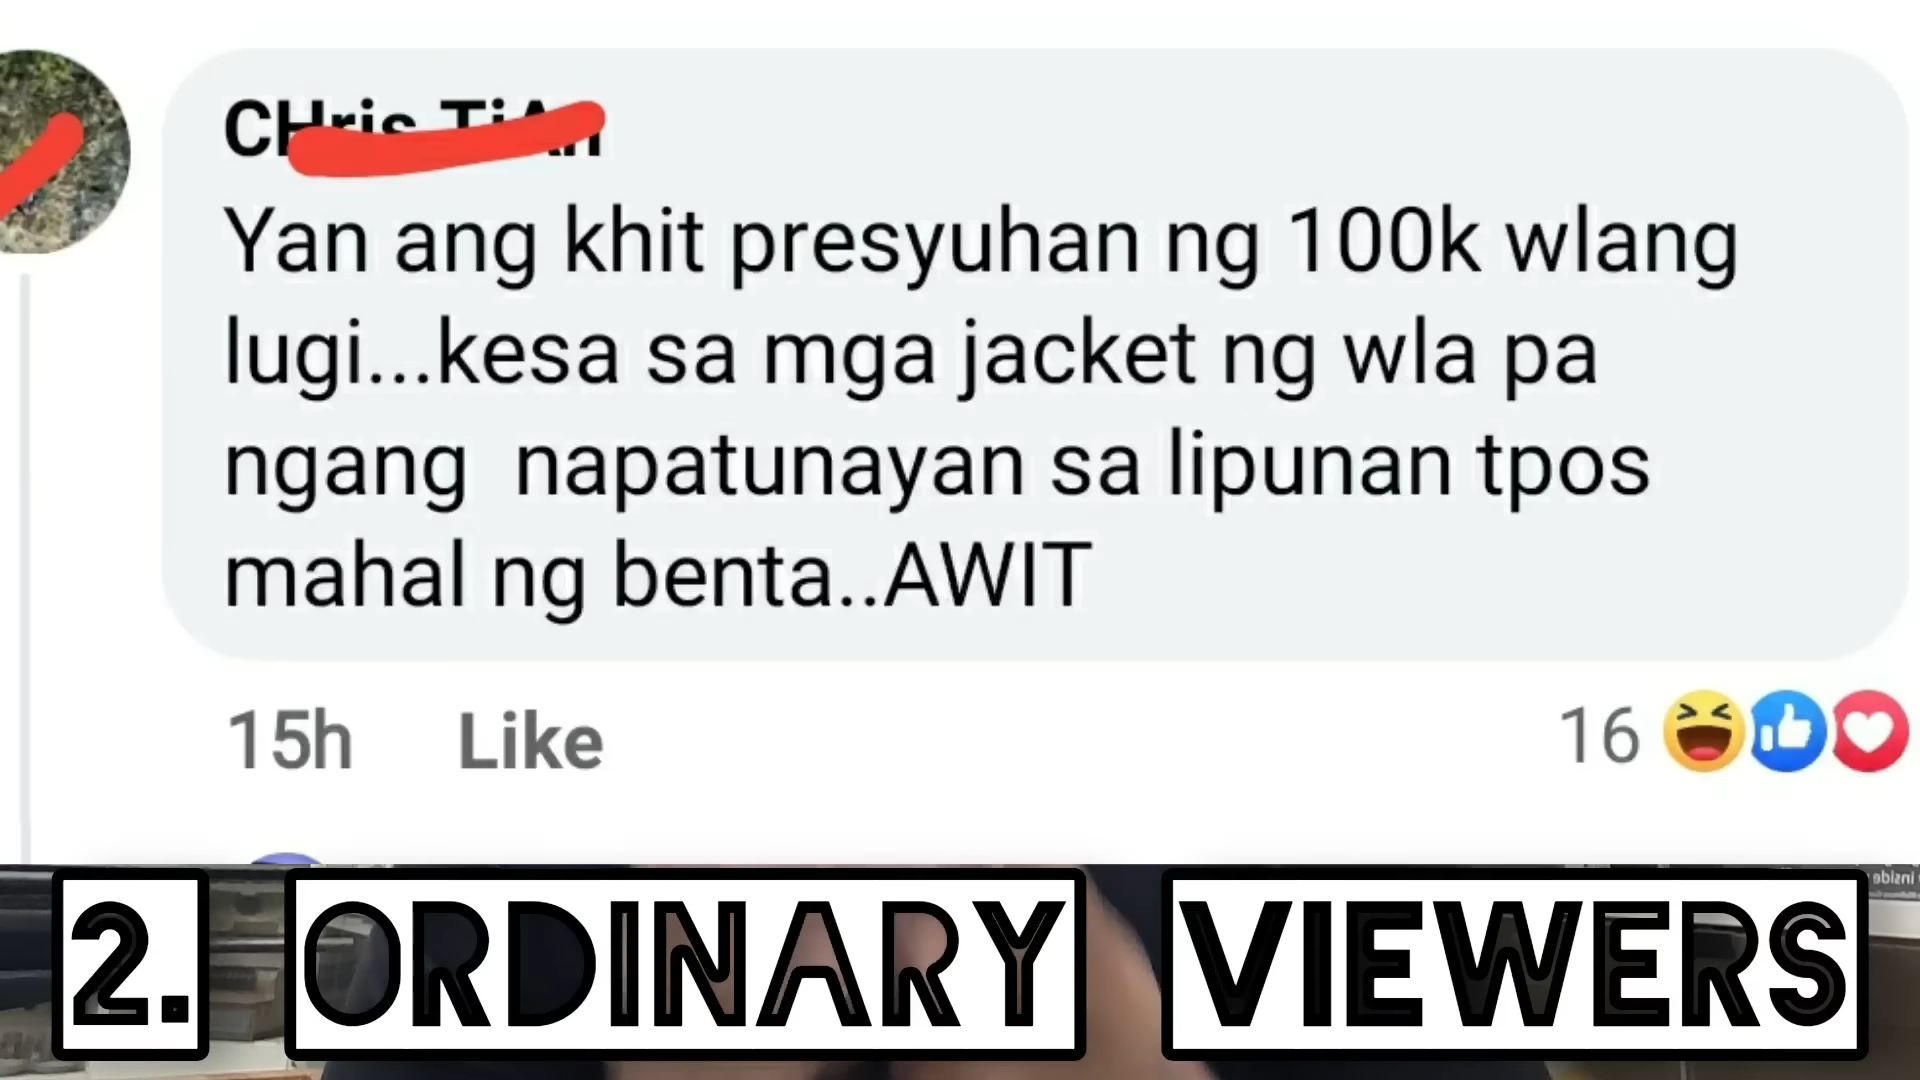 CHris TiAn
Yan ang khit presyuhan ng 100k wlang
lugi...kesa sa mga jacket ng wla pa
ngang napatunayan sa lipunan tpos
mahal ng benta..AWIT
15h Like 16
2. ORDINARY VIEWERS